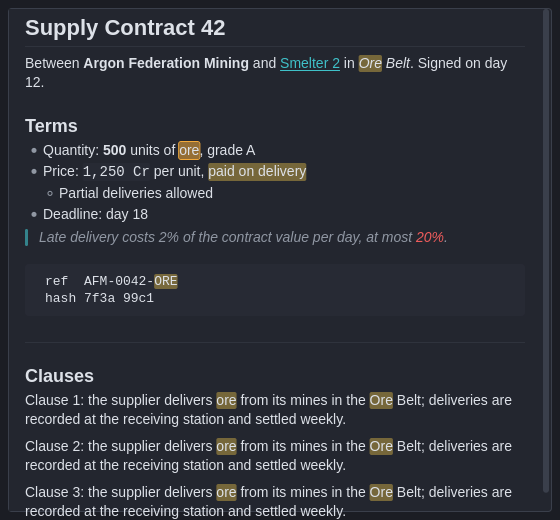 Supply Contract 42
Between Argon Federation Mining and Smelter 2 in Ore Belt. Signed on day
12.
Terms
Quantity: 500 units of ore, grade A
Price: 1,250 Cr per unit, paid on delivery
Partial deliveries allowed
Deadline: day 18
Late delivery costs 2% of the contract value per day, at most 20%.
ref  AFM-0042-ORE
hash 7f3a 99c1
Clauses
Clause 1: the supplier delivers ore from its mines in the Ore Belt; deliveries are
recorded at the receiving station and settled weekly.
Clause 2: the supplier delivers ore from its mines in the Ore Belt; deliveries are
recorded at the receiving station and settled weekly.
Clause 3: the supplier delivers ore from its mines in the Ore Belt; deliveries are
recorded at the receiving station and settled weekly.